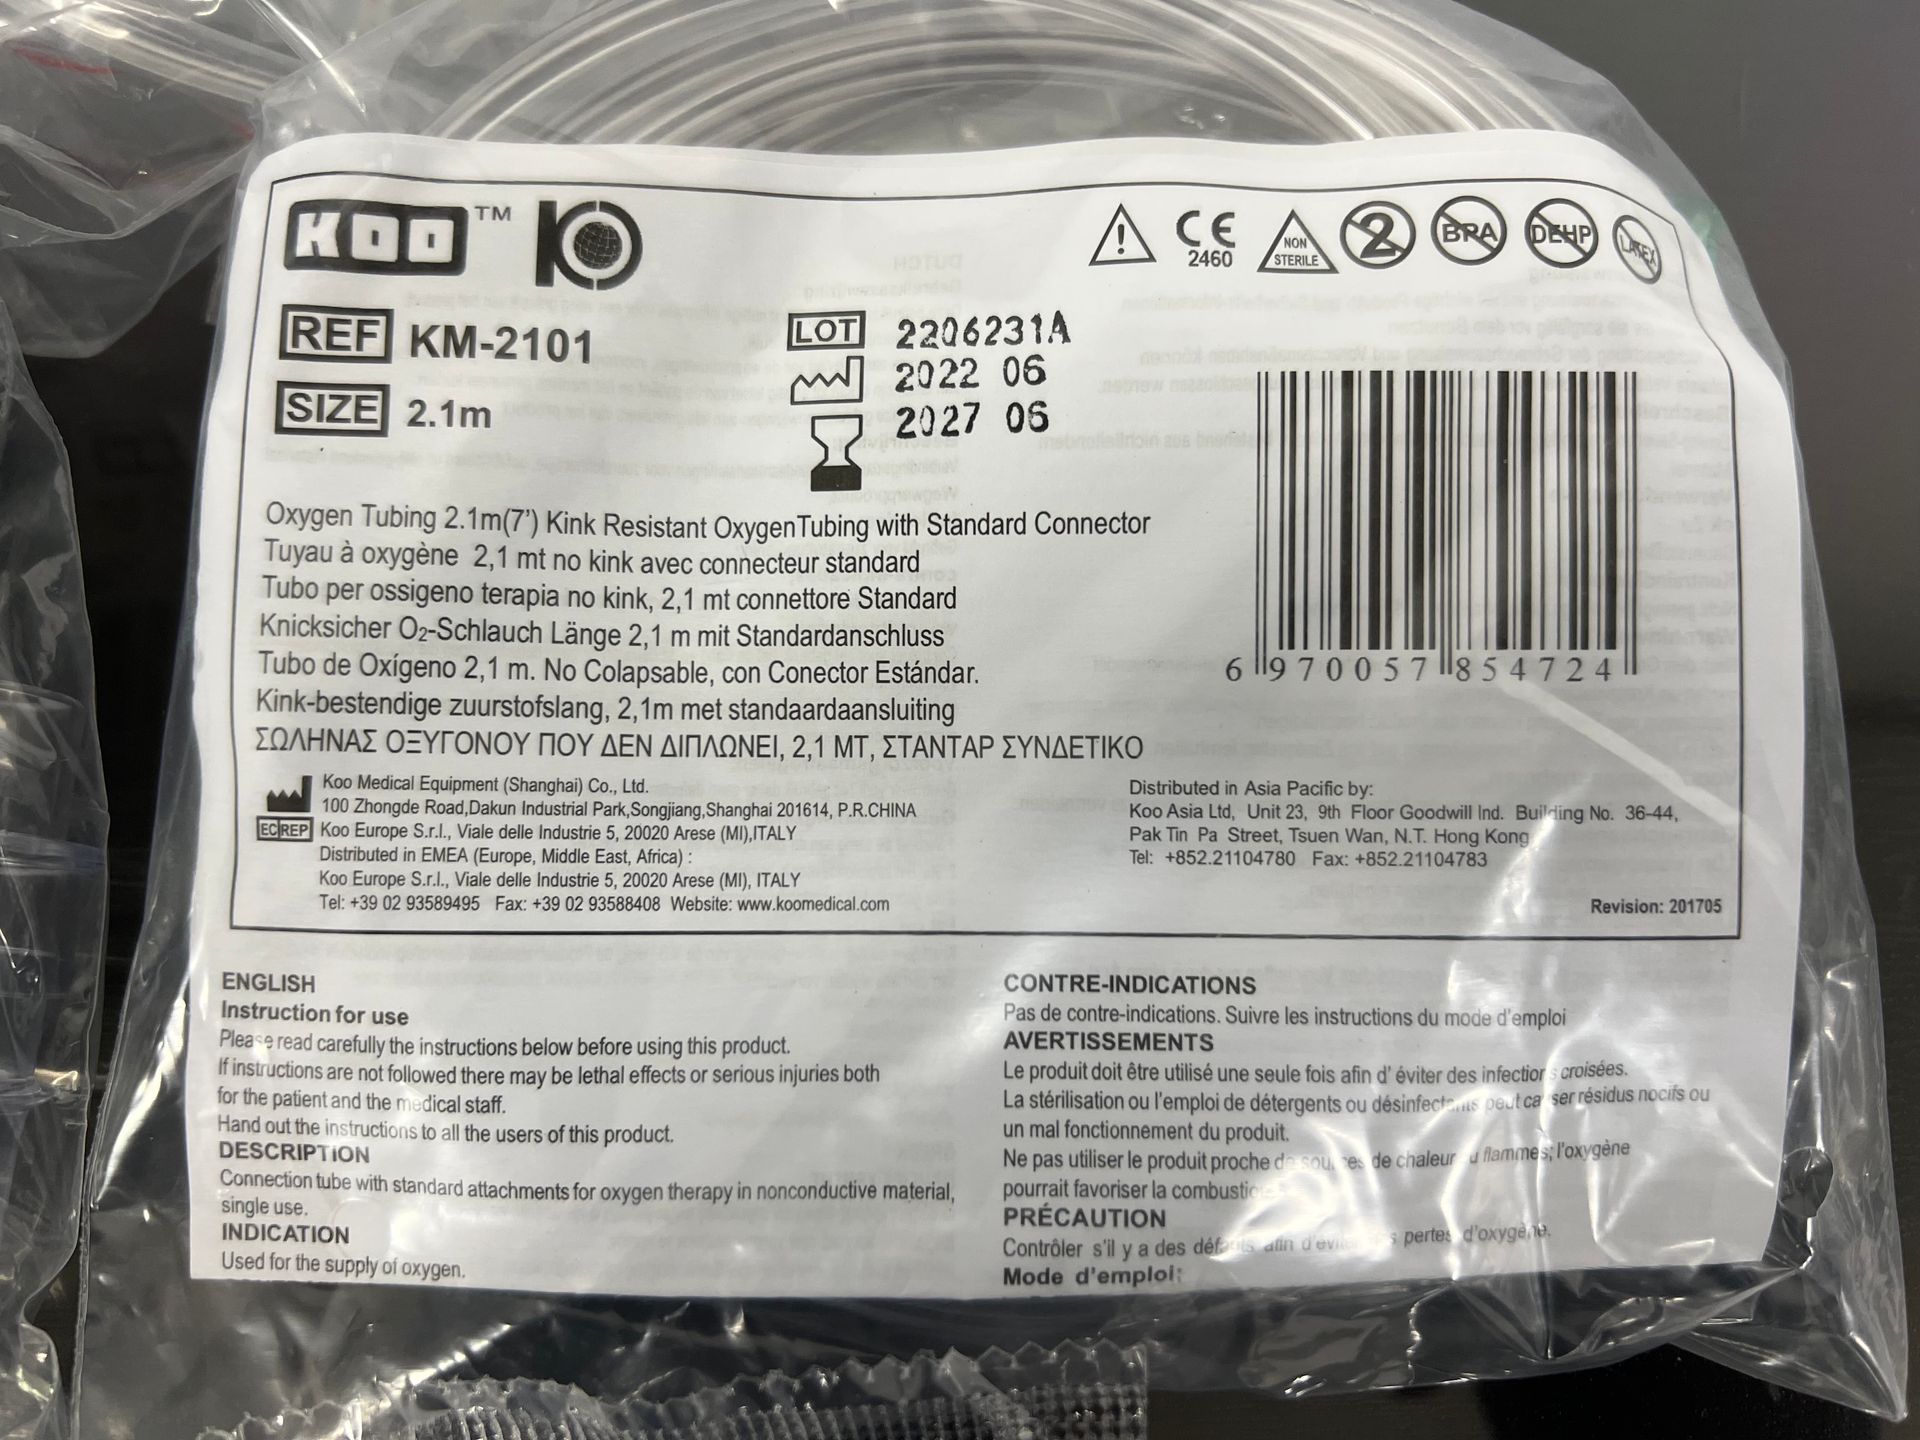 KOO™
REF KM-2101
SIZE 2.1m
LOT 2206231A
2022 06
2027 06
CE
2460
NON
STERILE
2
BPA
DEHP
LATEX
6 970057 854724
Oxygen Tubing 2.1m(7') Kink Resistant OxygenTubing with Standard Connector
Tuyau à oxygène 2,1 mt no kink avec connecteur standard
Tubo per ossigeno terapia no kink, 2,1 mt connettore Standard
Knicksicher O₂-Schlauch Länge 2,1 m mit Standardanschluss
Tubo de Oxígeno 2,1 m. No Colapsable, con Conector Estándar.
Kink-bestendige zuurstofslang, 2,1m met standaardaansluiting
ΣΩΛΗΝΑΣ ΟΞΥΓΟΝΟΥ ΠΟΥ ΔΕΝ ΔΙΠΛΩΝΕΙ, 2,1 ΜΤ, ΣΤΑΝΤΑΡ ΣΥΝΔΕΤΙΚΟ
Koo Medical Equipment (Shanghai) Co., Ltd.
100 Zhongde Road,Dakun Industrial Park,Songjiang,Shanghai 201614, P.R.CHINA
EC REP Koo Europe S.r.l., Viale delle Industrie 5, 20020 Arese (MI),ITALY
Distributed in EMEA (Europe, Middle East, Africa) :
Koo Europe S.r.l., Viale delle Industrie 5, 20020 Arese (MI), ITALY
Tel: +39 02 93589495 Fax: +39 02 93588408 Website: www.koomedical.com
Distributed in Asia Pacific by:
Koo Asia Ltd, Unit 23, 9th Floor Goodwill Ind. Building No. 36-44,
Pak Tin Pa Street, Tsuen Wan, N.T. Hong Kong
Tel: +852.21104780 Fax: +852.21104783
Revision: 201705
ENGLISH
Instruction for use
Please read carefully the instructions below before using this product.
If instructions are not followed there may be lethal effects or serious injuries both
for the patient and the medical staff.
Hand out the instructions to all the users of this product.
DESCRIPTION
Connection tube with standard attachments for oxygen therapy in nonconductive material,
single use.
INDICATION
Used for the supply of oxygen.
CONTRE-INDICATIONS
Pas de contre-indications. Suivre les instructions du mode d'emploi
AVERTISSEMENTS
Le produit doit être utilisé une seule fois afin d' éviter des infections croisées.
La stérilisation ou l'emploi de détergents ou désinfectants peut causer résidus nocifs ou
un mal fonctionnement du produit.
Ne pas utiliser le produit proche de sources de chaleur ou flammes; l'oxygène
pourrait favoriser la combustion
PRÉCAUTION
Contrôler s'il y a des défauts afin d'éviter pertes d'oxygène.
Mode d'emploi: